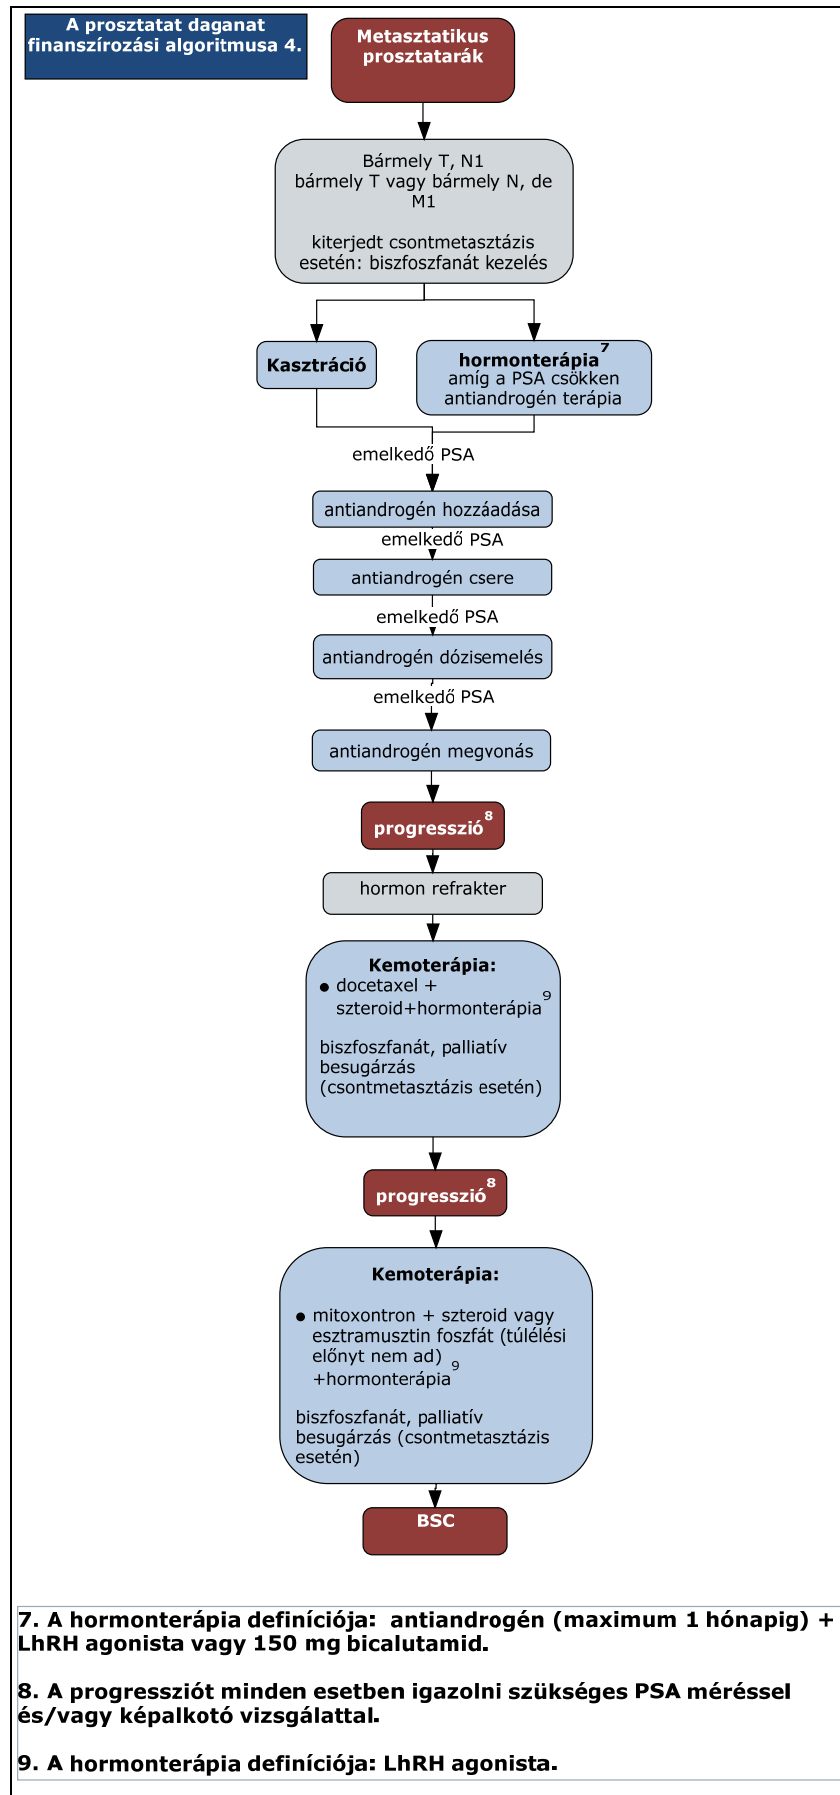 A prosztatat daganat
finanszírozási algoritmusa 4.
Metasztatikus
prosztatarák
Bármely T, N1
bármely T vagy bármely N, de
M1
kiterjedt csontmetasztázis
esetén: biszfoszfanát kezelés
Kasztráció
hormonterápia7
amíg a PSA csökken
antiandrogén terápia
emelkedő PSA
antiandrogén hozzáadása
emelkedő PSA
antiandrogén csere
emelkedő PSA
antiandrogén dózisemelés
emelkedő PSA
antiandrogén megvonás
progresszió8
hormon refrakter
Kemoterápia:
● docetaxel +
szteroid+hormonterápia9
biszfoszfanát, palliatív
besugárzás
(csontmetasztázis esetén)
progresszió8
Kemoterápia:
● mitoxontron + szteroid vagy
esztramusztin foszfát (túlélési
előnyt nem ad)
+hormonterápia9
biszfoszfanát, palliatív
besugárzás (csontmetasztázis
esetén)
BSC
7. A hormonterápia definíciója: antiandrogén (maximum 1 hónapig) +
LhRH agonista vagy 150 mg bicalutamid.
8. A progressziót minden esetben igazolni szükséges PSA méréssel
és/vagy képalkotó vizsgálattal.
9. A hormonterápia definíciója: LhRH agonista.